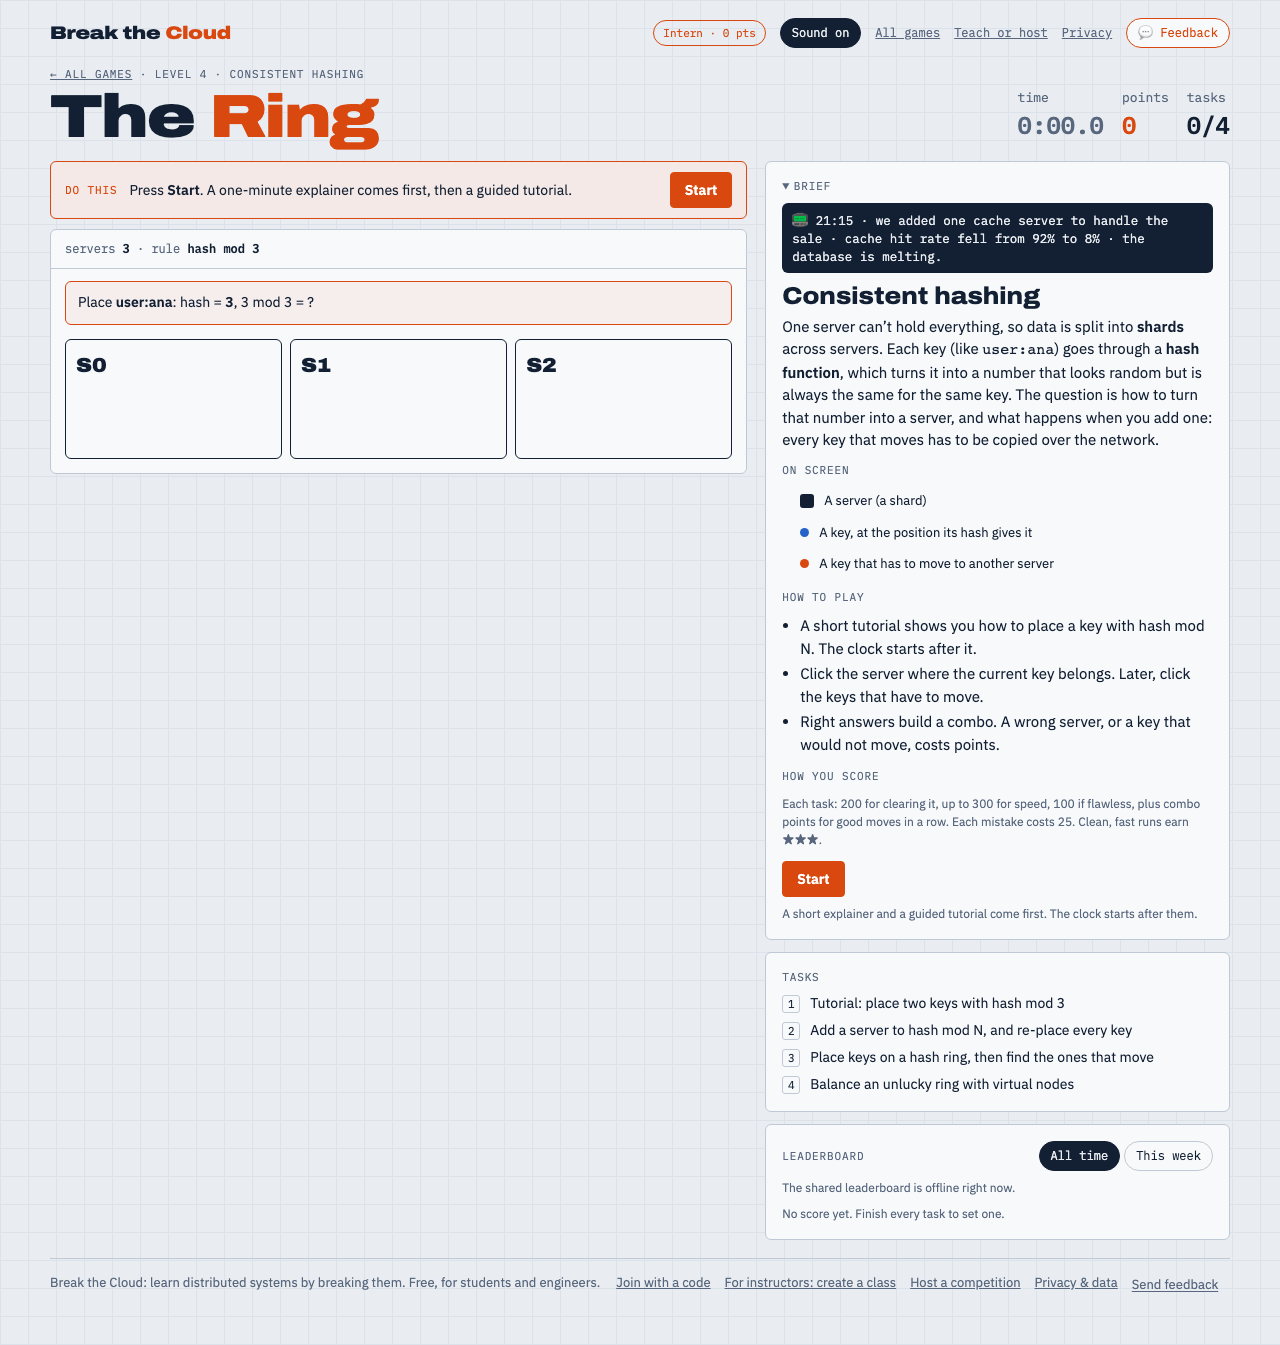 Break the Cloud
Intern · 0 pts
Sound on
All games
Teach or host
Privacy
💬 Feedback
← ALL GAMES · LEVEL 4 · CONSISTENT HASHING
The Ring
time
0:00.0
points
0
tasks
0/4
DO THIS Press Start. A one-minute explainer comes first, then a guided tutorial.
Start
servers 3 · rule hash mod 3
Place user:ana: hash = 3, 3 mod 3 = ?
S0
S1
S2
▼ BRIEF
21:15 · we added one cache server to handle the
sale · cache hit rate fell from 92% to 8% · the
database is melting.
Consistent hashing
One server can’t hold everything, so data is split into shards
across servers. Each key (like user:ana) goes through a hash
function, which turns it into a number that looks random but is
always the same for the same key. The question is how to turn
that number into a server, and what happens when you add one:
every key that moves has to be copied over the network.
ON SCREEN
A server (a shard)
A key, at the position its hash gives it
A key that has to move to another server
HOW TO PLAY
• A short tutorial shows you how to place a key with hash mod
N. The clock starts after it.
• Click the server where the current key belongs. Later, click
the keys that have to move.
• Right answers build a combo. A wrong server, or a key that
would not move, costs points.
HOW YOU SCORE
Each task: 200 for clearing it, up to 300 for speed, 100 if flawless, plus combo
points for good moves in a row. Each mistake costs 25. Clean, fast runs earn
★★★.
Start
A short explainer and a guided tutorial come first. The clock starts after them.
TASKS
1 Tutorial: place two keys with hash mod 3
2 Add a server to hash mod N, and re-place every key
3 Place keys on a hash ring, then find the ones that move
4 Balance an unlucky ring with virtual nodes
LEADERBOARD
All time
This week
The shared leaderboard is offline right now.
No score yet. Finish every task to set one.
Break the Cloud: learn distributed systems by breaking them. Free, for students and engineers.
Join with a code
For instructors: create a class
Host a competition
Privacy & data
Send feedback